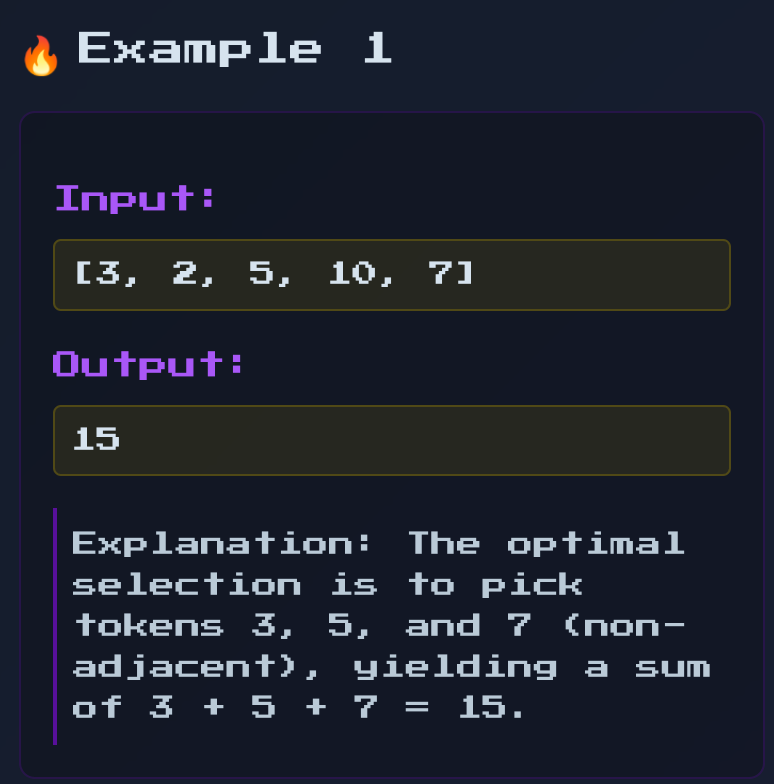 🔥 Example 1
Input:
[3, 2, 5, 10, 7]
Output:
15
Explanation: The optimal
selection is to pick
tokens 3, 5, and 7 (non-
adjacent), yielding a sum
of 3 + 5 + 7 = 15.